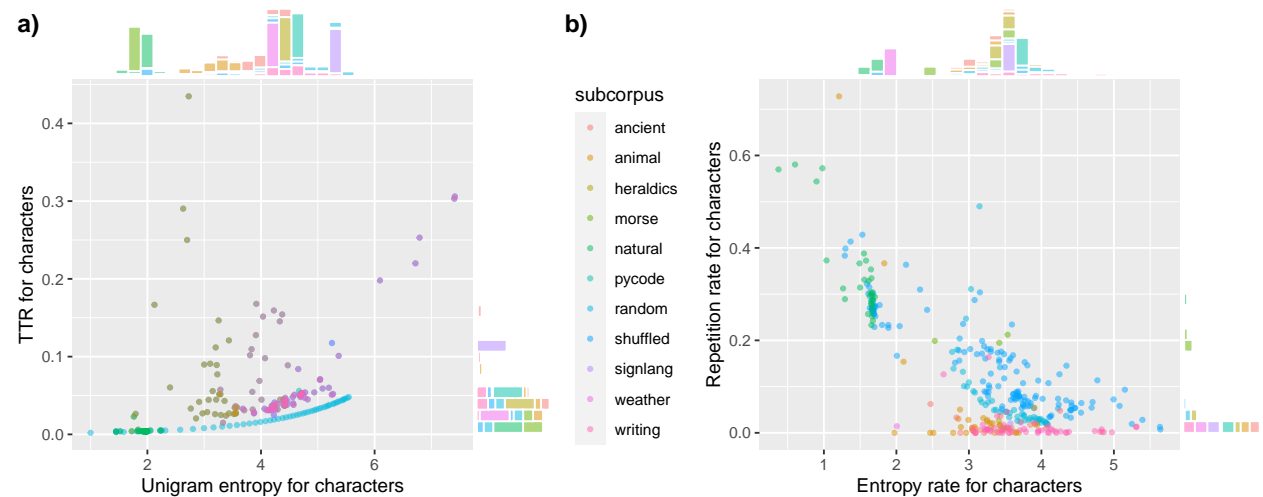 a)
b)
TTR for characters
0.4
0.3
0.2
0.1
0.0
2
4
6
Unigram entropy for characters
subcorpus
ancient
animal
heraldics
morse
natural
pycode
random
shuffled
signlang
weather
writing
Repetition rate for characters
0.6
0.4
0.2
0.0
1
2
3
4
5
Entropy rate for characters